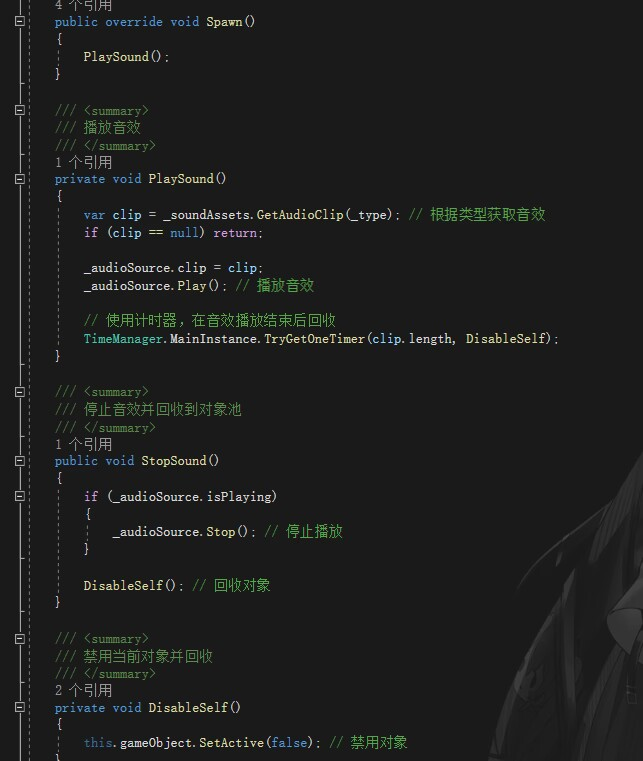 4 个引用
public override void Spawn()
{
PlaySound();
}
/// <summary>
/// 播放音效
/// </summary>
1 个引用
private void PlaySound()
{
var clip = _soundAssets.GetAudioClip(_type); // 根据类型获取音效
if (clip == null) return;
_audioSource.clip = clip;
_audioSource.Play(); // 播放音效
// 使用计时器，在音效播放结束后回收
TimeManager.MainInstance.TryGetOneTimer(clip.length, DisableSelf);
}
/// <summary>
/// 停止音效并回收到对象池
/// </summary>
1 个引用
public void StopSound()
{
if (_audioSource.isPlaying)
{
_audioSource.Stop(); // 停止播放
}
DisableSelf(); // 回收对象
}
/// <summary>
/// 禁用当前对象并回收
/// </summary>
2 个引用
private void DisableSelf()
{
this.gameObject.SetActive(false); // 禁用对象
}